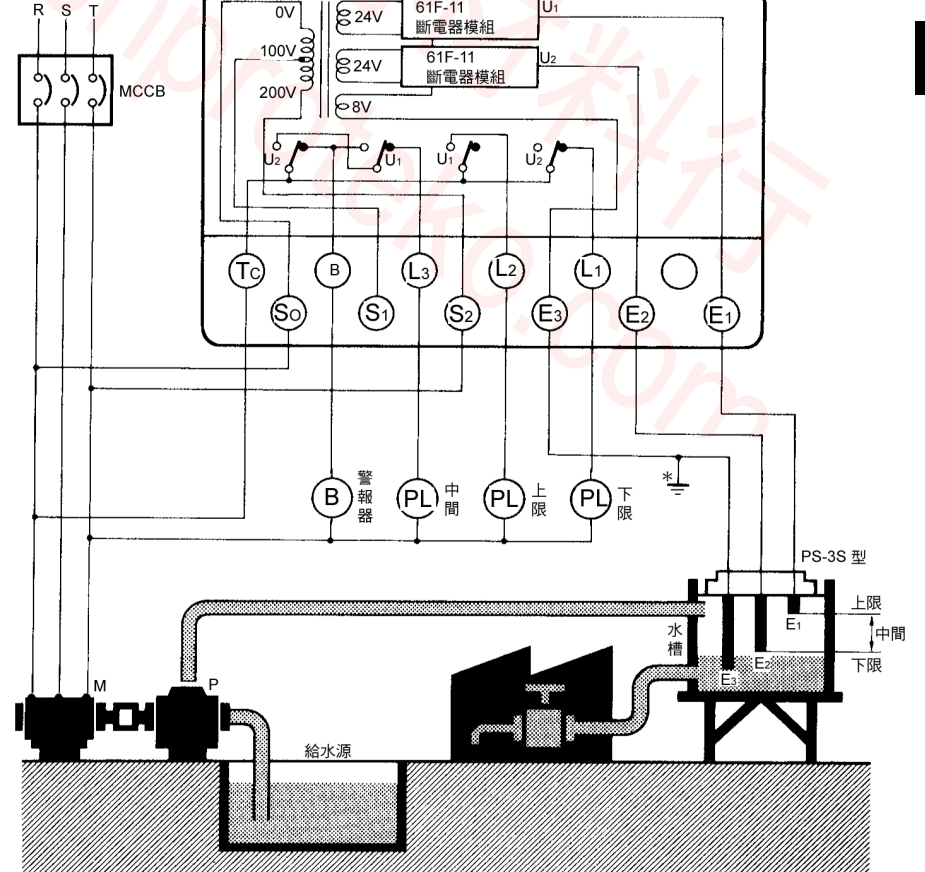 R S T
0V
24V
61F-11
斷電器模組
U1
100V
24V
61F-11
斷電器模組
U2
200V
8V
MCCB
U2
U1
U1
U2
TC
B
L3
L2
L1
S0
S1
S2
E3
E2
E1
B
警報器
PL
中間
PL
上限
PL
下限
*
PS-3S 型
上限
E1
中間
水槽
下限
E2
E3
M
P
給水源
料行